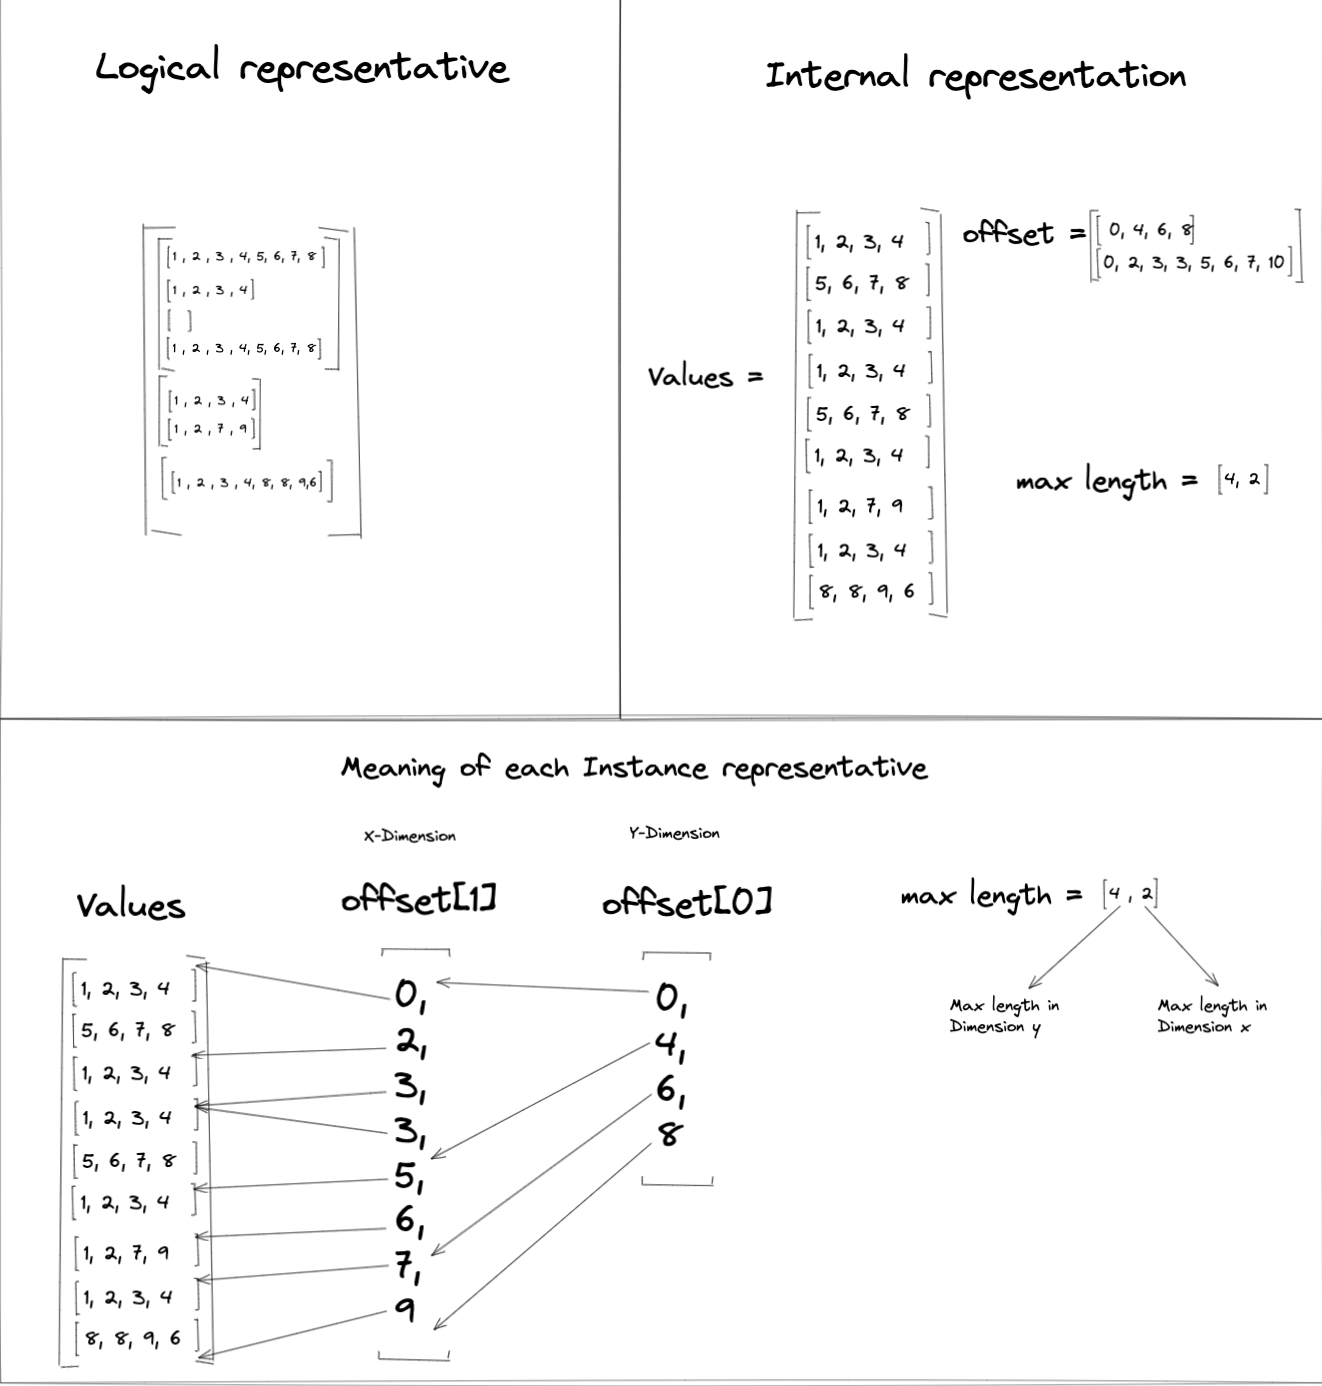 Logical representative
[1, 2, 3, 4, 5, 6, 7, 8]
[1, 2, 3, 4]
[ ]
[1, 2, 3, 4, 5, 6, 7, 8]
[1, 2, 3, 4]
[1, 2, 7, 9]
[[1, 2, 3, 4, 8, 8, 9,6]]
Internal representation
Values =
[1, 2, 3, 4 ]
[5, 6, 7, 8 ]
[1, 2, 3, 4 ]
[1, 2, 3, 4 ]
[5, 6, 7, 8 ]
[1, 2, 3, 4 ]
[1, 2, 7, 9 ]
[1, 2, 3, 4 ]
[8, 8, 9, 6 ]
offset = [[ 0, 4, 6, 8]
[0, 2, 3, 3, 5, 6, 7, 10]]
max length = [4, 2]
Meaning of each Instance representative
Values
[1, 2, 3, 4 ]
[5, 6, 7, 8 ]
[1, 2, 3, 4 ]
[1, 2, 3, 4 ]
[5, 6, 7, 8 ]
[1, 2, 3, 4 ]
[1, 2, 7, 9 ]
[1, 2, 3, 4 ]
[8, 8, 9, 6 ]
X-Dimension
offset[1]
0,
2,
3,
3,
5,
6,
7,
9
Y-Dimension
offset[0]
0,
4,
6,
8
max length = [4, 2]
Max length in
Dimension y
Max length in
Dimension x